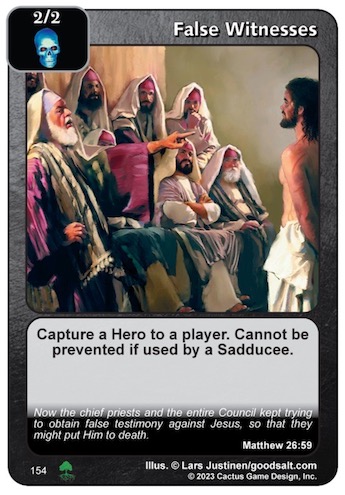 2/2
False Witnesses
Capture a Hero to a player. Cannot be
prevented if used by a Sadducee.
Now the chief priests and the entire Council kept trying
to obtain false testimony against Jesus, so that they
might put Him to death.
Matthew 26:59
Illus. © Lars Justinen/goodsalt.com
154
© 2023 Cactus Game Design, Inc.